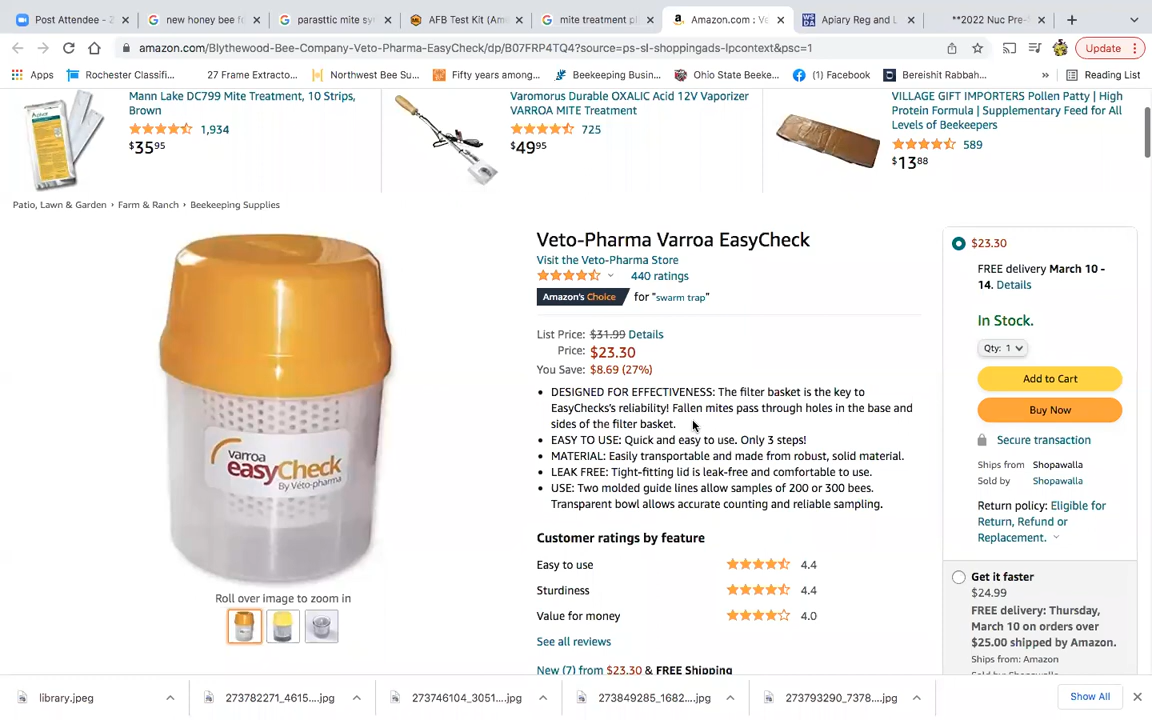 Post Attendee - Z
new honey bee fo
parasttic mite sy
AFB Test Kit (Am
mite treatment pl
Amazon.com : Ve
Apiary Reg and L
**2022 Nuc Pre-
amazon.com/Blythewood-Bee-Company-Veto-Pharma-EasyCheck/dp/B07FRP4TQ4?source=ps-sl-shoppingads-lpcontext&psc=1
Update
Apps
Rochester Classifi...
27 Frame Extracto...
Northwest Bee Su...
Fifty years among...
Beekeeping Busin...
Ohio State Beeke...
(1) Facebook
Bereishit Rabbah...
»
Reading List
Mann Lake DC799 Mite Treatment, 10 Strips,
Brown
1,934
$35⁹⁵
Varomorus Durable OXALIC Acid 12V Vaporizer
VARROA MITE Treatment
725
$49⁹⁵
VILLAGE GIFT IMPORTERS Pollen Patty | High
Protein Formula | Supplementary Feed for All
Levels of Beekeepers
589
$13⁸⁸
Patio, Lawn & Garden › Farm & Ranch › Beekeeping Supplies
varroa
easyCheck
By Véto-pharma
Roll over image to zoom in
Veto-Pharma Varroa EasyCheck
Visit the Veto-Pharma Store
440 ratings
Amazon's Choice for "swarm trap"
List Price: $31.99 Details
Price: $23.30
You Save: $8.69 (27%)
• DESIGNED FOR EFFECTIVENESS: The filter basket is the key to
EasyChecks's reliability! Fallen mites pass through holes in the base and
sides of the filter basket.
• EASY TO USE: Quick and easy to use. Only 3 steps!
• MATERIAL: Easily transportable and made from robust, solid material.
• LEAK FREE: Tight-fitting lid is leak-free and comfortable to use.
• USE: Two molded guide lines allow samples of 200 or 300 bees.
Transparent bowl allows accurate counting and reliable sampling.
Customer ratings by feature
Easy to use 4.4
Sturdiness 4.4
Value for money 4.0
See all reviews
New (7) from $23.30 & FREE Shipping
$23.30
FREE delivery March 10 -
14. Details
In Stock.
Qty: 1
Add to Cart
Buy Now
Secure transaction
Ships from Shopawalla
Sold by Shopawalla
Return policy: Eligible for
Return, Refund or
Replacement.
Get it faster
$24.99
FREE delivery: Thursday,
March 10 on orders over
$25.00 shipped by Amazon.
Ships from: Amazon
library.jpeg
273782271_4615....jpg
273746104_3051....jpg
273849285_1682....jpg
273793290_7378....jpg
Show All